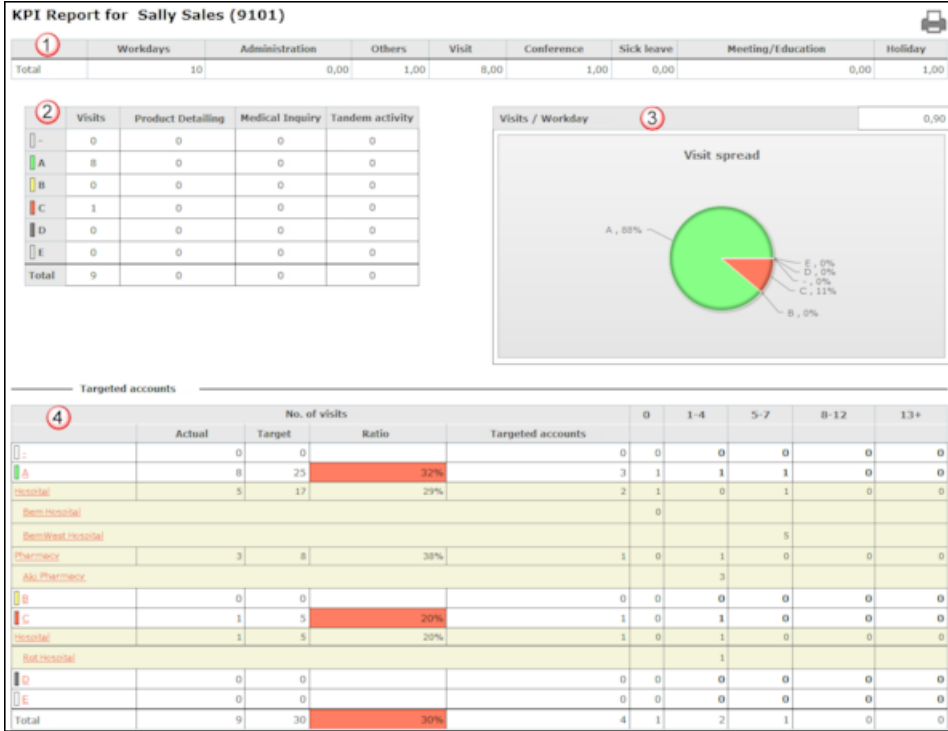 KPI Report for Sally Sales (9101)
1 Workdays Administration Others Visit Conference Sick leave Meeting/Education Holiday
Total 10 0,00 1,00 8,00 1,00 0,00 0,00 1,00
2 Visits Product Detailing Medical Inquiry Tandem activity
- 0 0 0 0
A 8 0 0 0
B 0 0 0 0
C 1 0 0 0
D 0 0 0 0
E 0 0 0 0
Total 9 0 0 0
Visits / Workday 3 0,90
Visit spread
A , 88%
E , 0%
D , 0%
- , 0%
C , 11%
B , 0%
Targeted accounts
4 No. of visits 0 1-4 5-7 8-12 13+
Actual Target Ratio Targeted accounts
- 0 0 0 0 0 0 0 0
A 8 25 32% 3 1 1 1 0 0
Hospital 5 17 29% 2 1 0 1 0 0
Bem Hospital 0
BemWest Hospital 5
Pharmacy 3 8 38% 1 0 1 0 0 0
Aki Pharmacy 3
B 0 0 0 0 0 0 0 0
C 1 5 20% 1 0 1 0 0 0
Hospital 1 5 20% 1 0 1 0 0 0
Rot Hospital 1
D 0 0 0 0 0 0 0 0
E 0 0 0 0 0 0 0 0
Total 9 30 30% 4 1 2 1 0 0